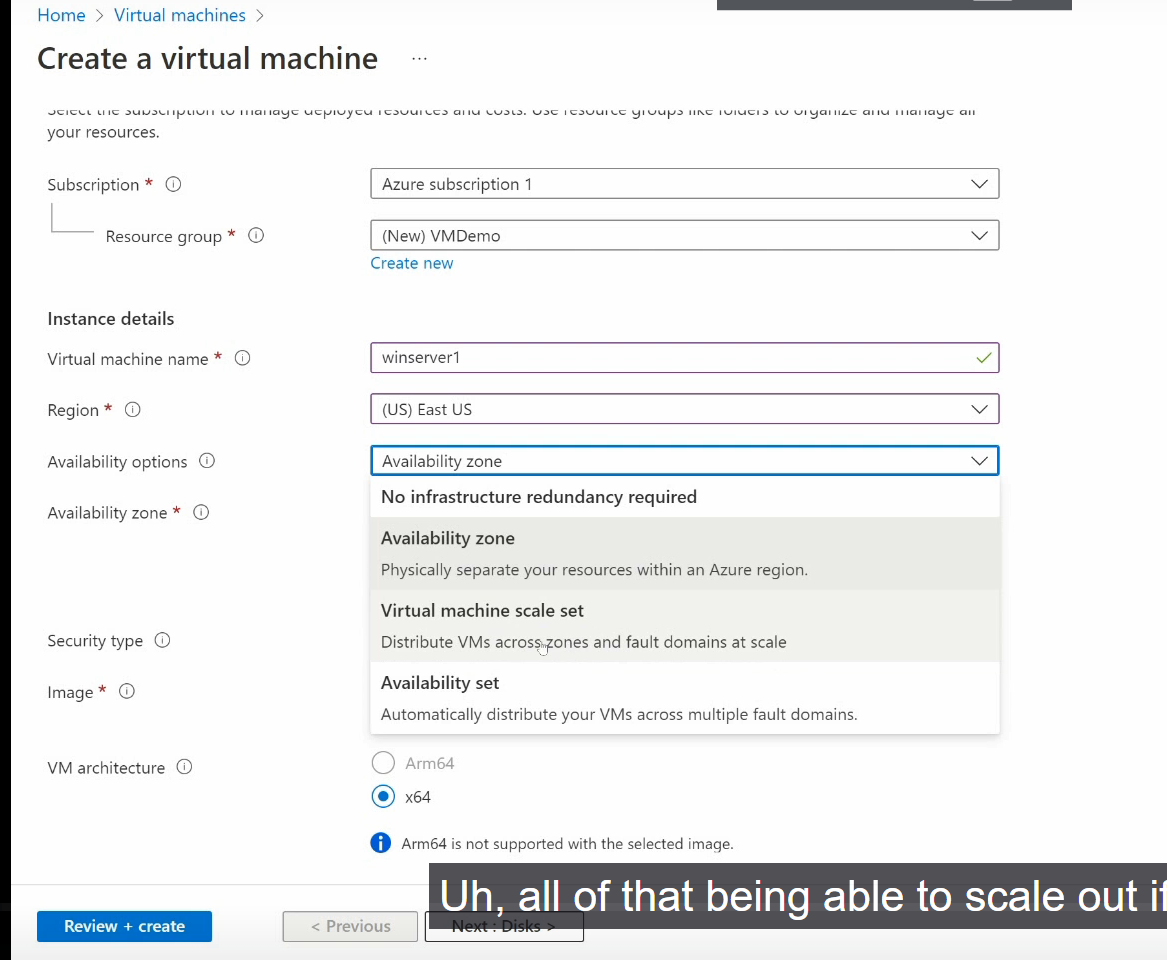 Home > Virtual machines >
Create a virtual machine ...
Select the subscription to manage deployed resources and costs. Use resource groups like folders to organize and manage all
your resources.
Subscription *
Azure subscription 1
Resource group *
(New) VMDemo
Create new
Instance details
Virtual machine name *
winserver1
Region *
(US) East US
Availability options
Availability zone
No infrastructure redundancy required
Availability zone *
Availability zone
Physically separate your resources within an Azure region.
Virtual machine scale set
Distribute VMs across zones and fault domains at scale
Security type
Availability set
Image *
Automatically distribute your VMs across multiple fault domains.
VM architecture
Arm64
x64
Arm64 is not supported with the selected image.
Uh, all of that being able to scale out if
Review + create
< Previous
Next : Disks >